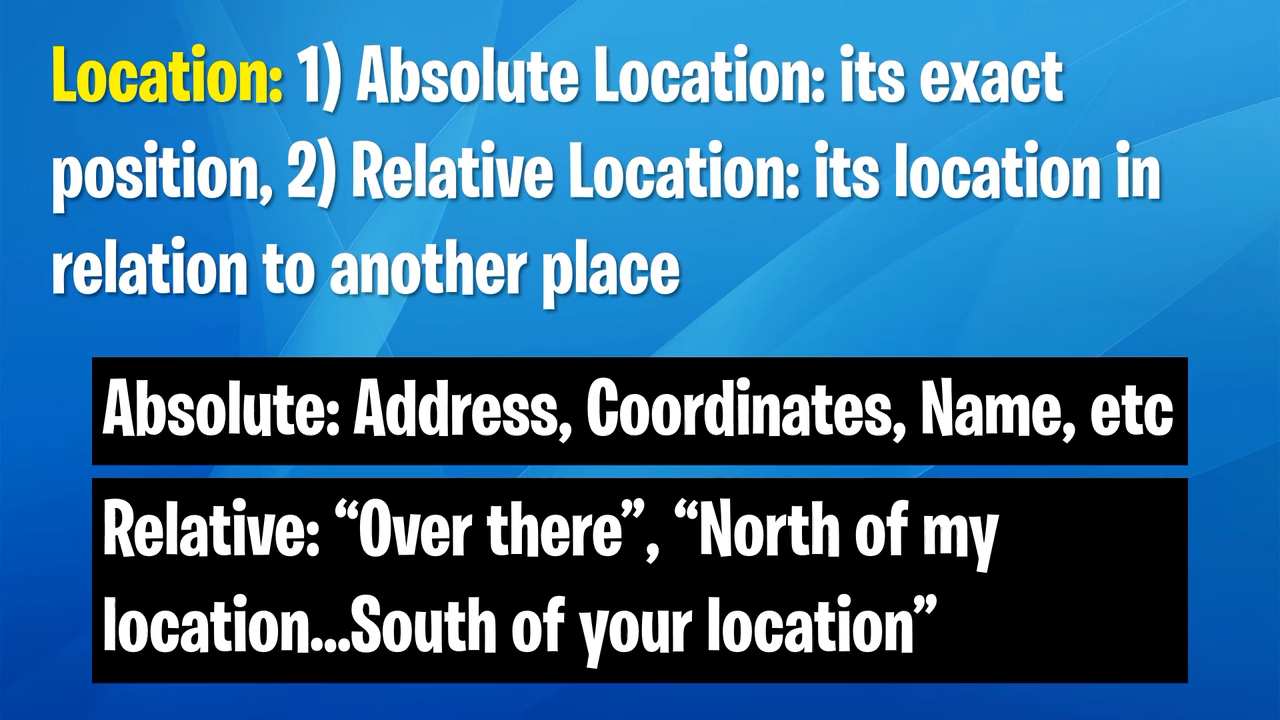 Location: 1) Absolute Location: its exact
position, 2) Relative Location: its location in
relation to another place
Absolute: Address, Coordinates, Name, etc
Relative: “Over there”, “North of my
location...South of your location”